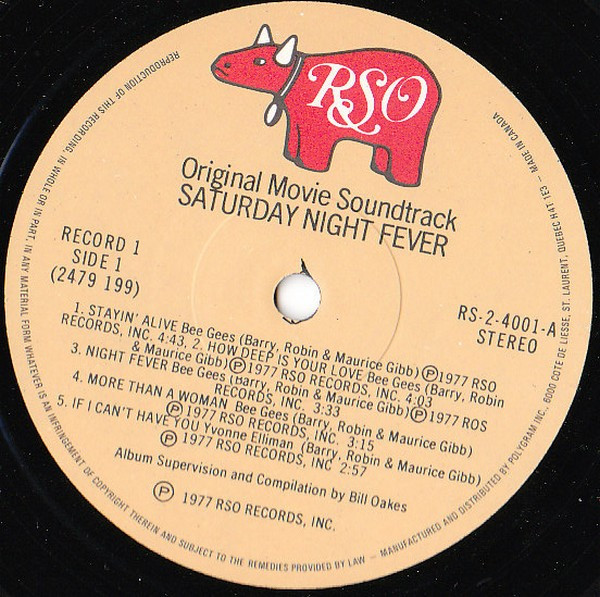 RSO
Original Movie Soundtrack
SATURDAY NIGHT FEVER
RECORD 1
SIDE 1
(2479 199)
RS-2-4001-A
STEREO
1. STAYIN' ALIVE Bee Gees (Barry, Robin & Maurice Gibb) Ⓟ1977 RSO
RECORDS, INC. 4:43, 2. HOW DEEP IS YOUR LOVE Bee Gees (Barry, Robin
& Maurice Gibb) Ⓟ1977 RSO RECORDS, INC. 4:03
3. NIGHT FEVER Bee Gees (Barry, Robin & Maurice Gibb) Ⓟ1977 ROS
RECORDS, INC. 3:33
4. MORE THAN A WOMAN Bee Gees (Barry, Robin & Maurice Gibb)
Ⓟ 1977 RSO RECORDS, INC. 3:15
5. IF I CAN'T HAVE YOU Yvonne Elliman (Barry, Robin & Maurice Gibb)
Ⓟ 1977 RSO RECORDS, INC 2:57
Album Supervision and Compilation by Bill Oakes
Ⓟ 1977 RSO RECORDS, INC.
REPRODUCTION OF THIS RECORDING, IN WHOLE OR IN PART, IN ANY MATERIAL FORM WHATEVER IS AN INFRINGEMENT OF COPYRIGHT THEREIN AND SUBJECT TO THE REMEDIES PROVIDED BY LAW – MANUFACTURED AND DISTRIBUTED BY POLYGRAM INC., 6000 COTE DE LIESSE, ST. LAURENT, QUEBEC H4T 1E3 – MADE IN CANADA